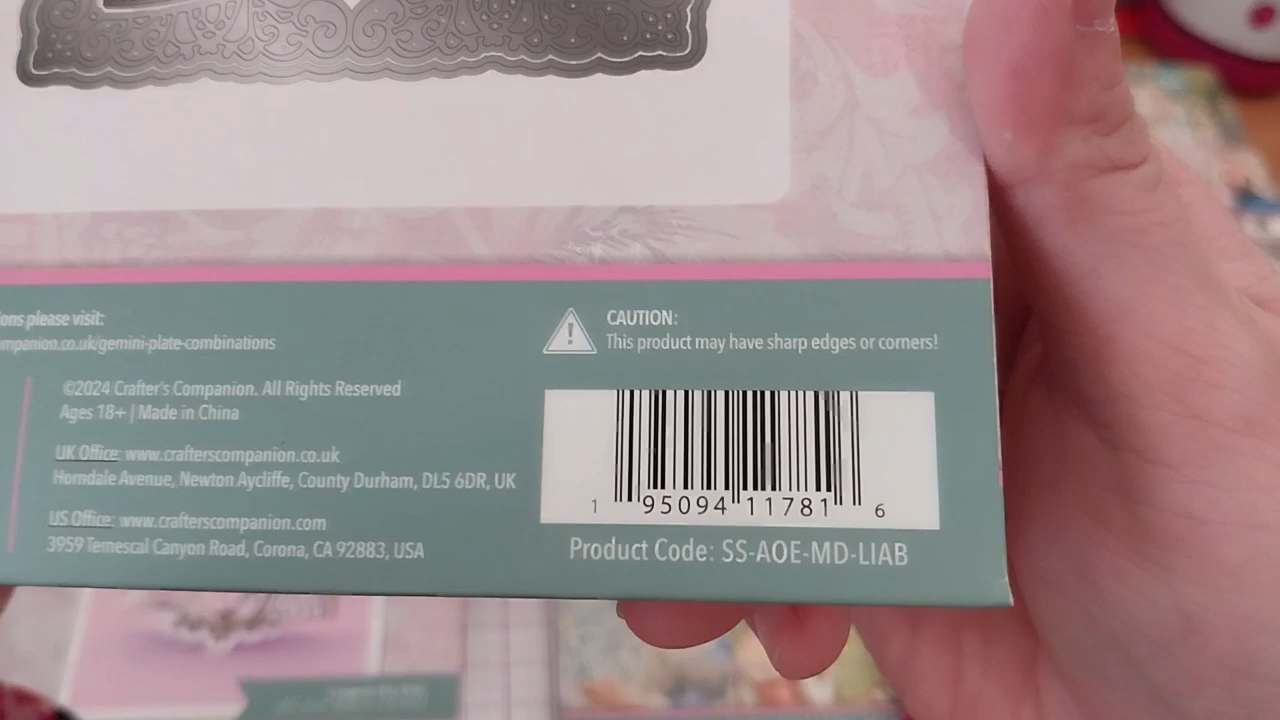 ons please visit:
mpanion.co.uk/gemini-plate-combinations
©2024 Crafter's Companion. All Rights Reserved
Ages 18+ | Made in China
UK Office: www.crafterscompanion.co.uk
Horndale Avenue, Newton Aycliffe, County Durham, DL5 6DR, UK
US Office: www.crafterscompanion.com
3959 Temescal Canyon Road, Corona, CA 92883, USA
CAUTION:
This product may have sharp edges or corners!
1 95094 11781 6
Product Code: SS-AOE-MD-LIAB